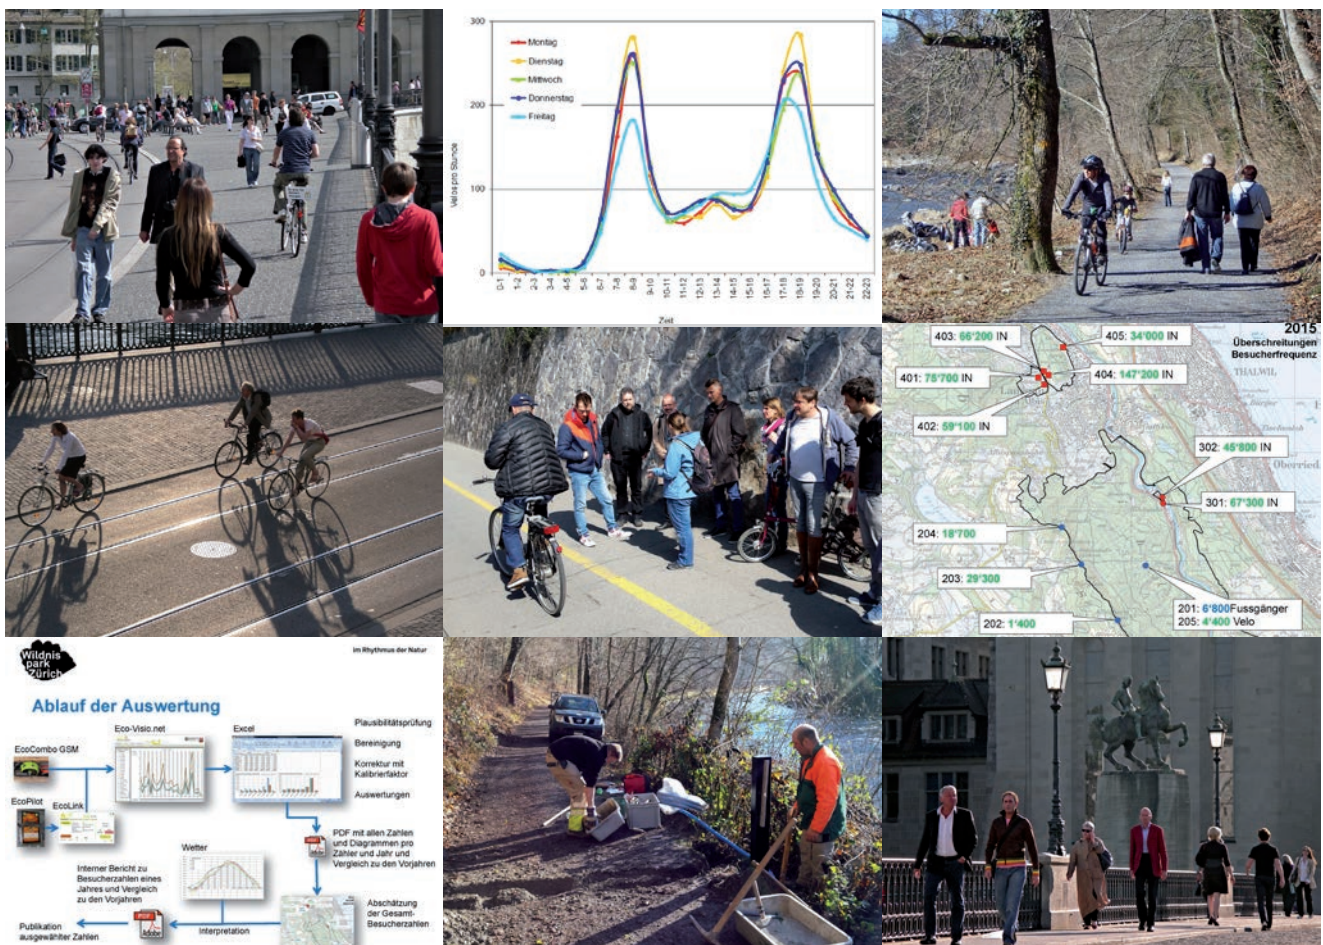 300
200
100
0
Velos pro Stunde
Montag
Dienstag
Mittwoch
Donnerstag
Freitag
0-1
1-2
2-3
3-4
4-5
5-6
6-7
7-8
8-9
9-10
10-11
11-12
12-13
13-14
14-15
15-16
16-17
17-18
18-19
19-20
20-21
21-22
22-23
Zeit
2015
Überschreitungen
Besucherfrequenz
403: 66'200 IN
405: 34'000 IN
401: 75'700 IN
404: 147'200 IN
402: 59'100 IN
THALWIL
302: 45'800 IN
Oberried
301: 67'300 IN
204: 18'700
203: 29'300
201: 6'800 Fussgänger
205: 4'400 Velo
202: 1'400
Wildnis
park
Zürich
im Rhythmus der Natur
Ablauf der Auswertung
EcoCombo GSM
Eco-Visio.net
Excel
Plausibilitätsprüfung
Bereinigung
Korrektur mit
Kalibrierfaktor
Auswertungen
EcoPilot
EcoLink
PDF mit allen Zahlen
und Diagrammen pro
Zähler und Jahr und
Vergleich zu den Vorjahren
Wetter
Interner Bericht zu
Besucherzahlen eines
Jahres und Vergleich
zu den Vorjahren
Abschätzung
der Gesamt-
Besucherzahlen
Publikation
ausgewählter Zahlen
PDF
Adobe
Interpretation